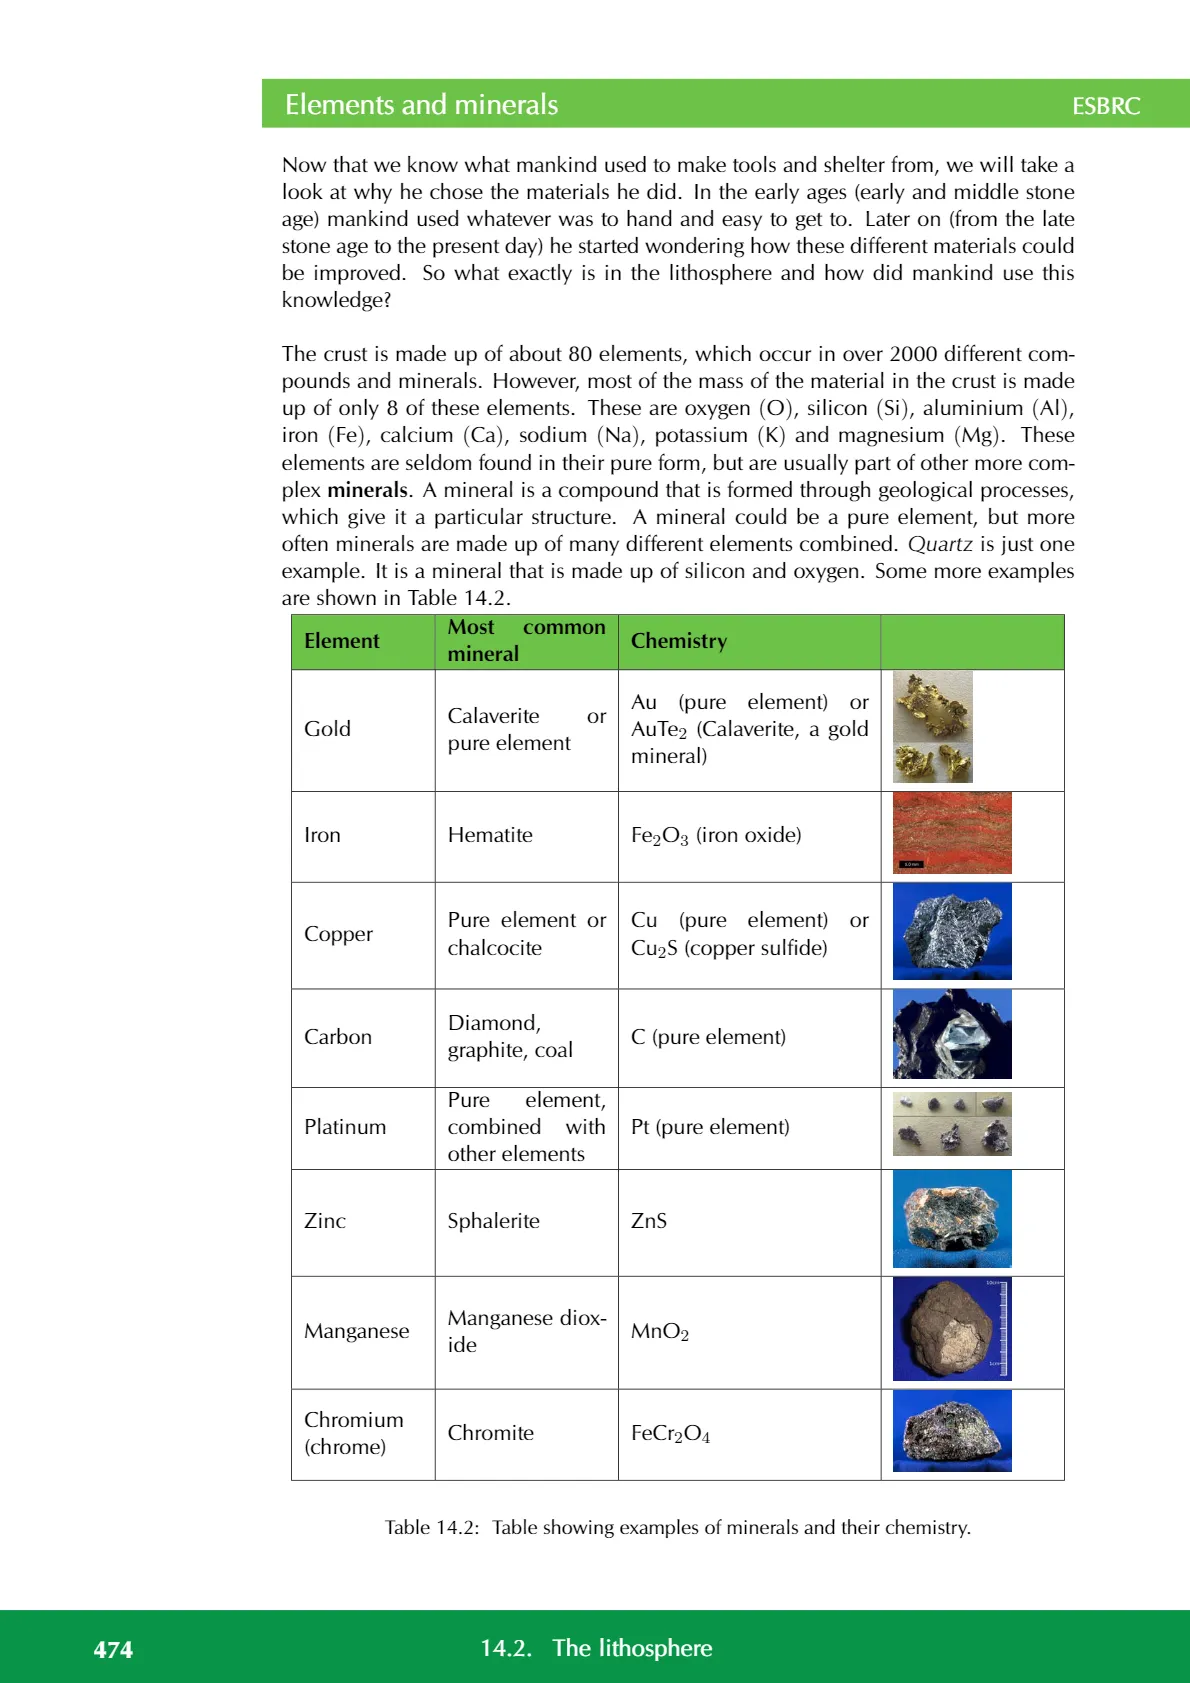 Elements and minerals ESBRC
Now that we know what mankind used to make tools and shelter from, we will take a
look at why he chose the materials he did. In the early ages (early and middle stone
age) mankind used whatever was to hand and easy to get to. Later on (from the late
stone age to the present day) he started wondering how these different materials could
be improved. So what exactly is in the lithosphere and how did mankind use this
knowledge?
The crust is made up of about 80 elements, which occur in over 2000 different com-
pounds and minerals. However, most of the mass of the material in the crust is made
up of only 8 of these elements. These are oxygen (O), silicon (Si), aluminium (Al),
iron (Fe), calcium (Ca), sodium (Na), potassium (K) and magnesium (Mg). These
elements are seldom found in their pure form, but are usually part of other more com-
plex minerals. A mineral is a compound that is formed through geological processes,
which give it a particular structure. A mineral could be a pure element, but more
often minerals are made up of many different elements combined. Quartz is just one
example. It is a mineral that is made up of silicon and oxygen. Some more examples
are shown in Table 14.2.
Element
Most common
mineral
Chemistry
Gold
Calaverite or
pure element
Au (pure element) or
AuTe₂ (Calaverite, a gold
mineral)
Iron
Hematite
Fe₂O₃ (iron oxide)
Copper
Pure element or
chalcocite
Cu (pure element) or
Cu₂S (copper sulfide)
Carbon
Diamond,
graphite, coal
C (pure element)
Platinum
Pure element,
combined with
other elements
Pt (pure element)
Zinc
Sphalerite
ZnS
Manganese
Manganese diox-
ide
MnO₂
10cm
1cm
Chromium
(chrome)
Chromite
FeCr₂O₄
Table 14.2: Table showing examples of minerals and their chemistry.
474 14.2. The lithosphere